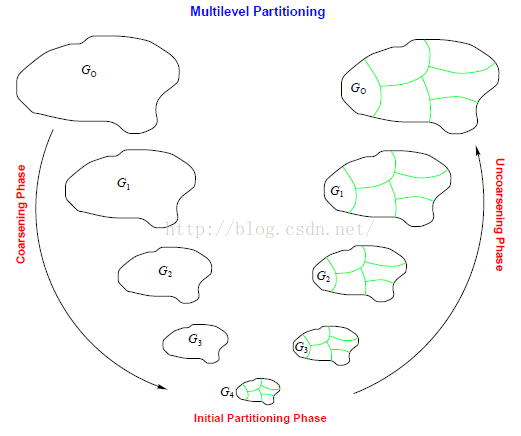 Multilevel Partitioning
G0
G0
Coarsening Phase
Uncoarsening Phase
G1
G1
http://blog.csdn.net/
G2
G2
G3
G3
G4
Initial Partitioning Phase